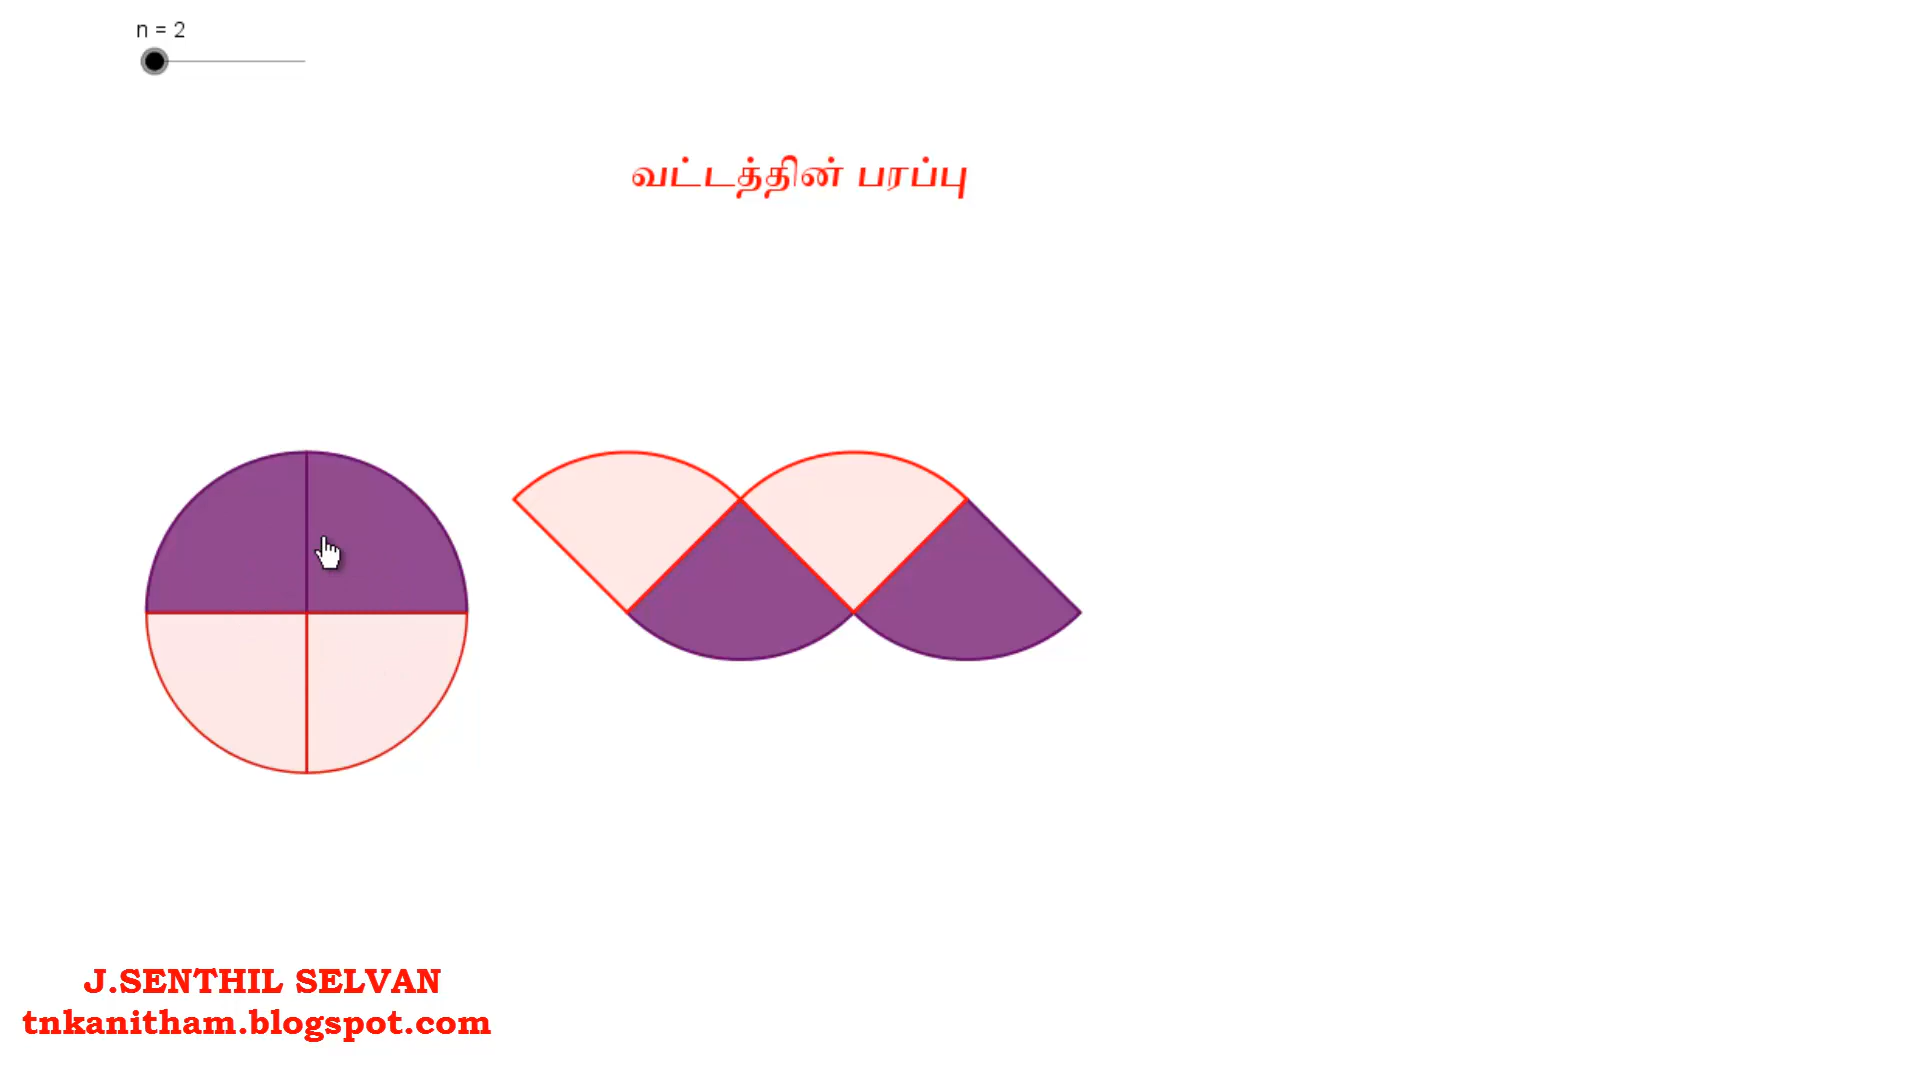 n = 2
வட்டத்தின் பரப்பு
J.SENTHIL SELVAN
tnkanitham.blogspot.com